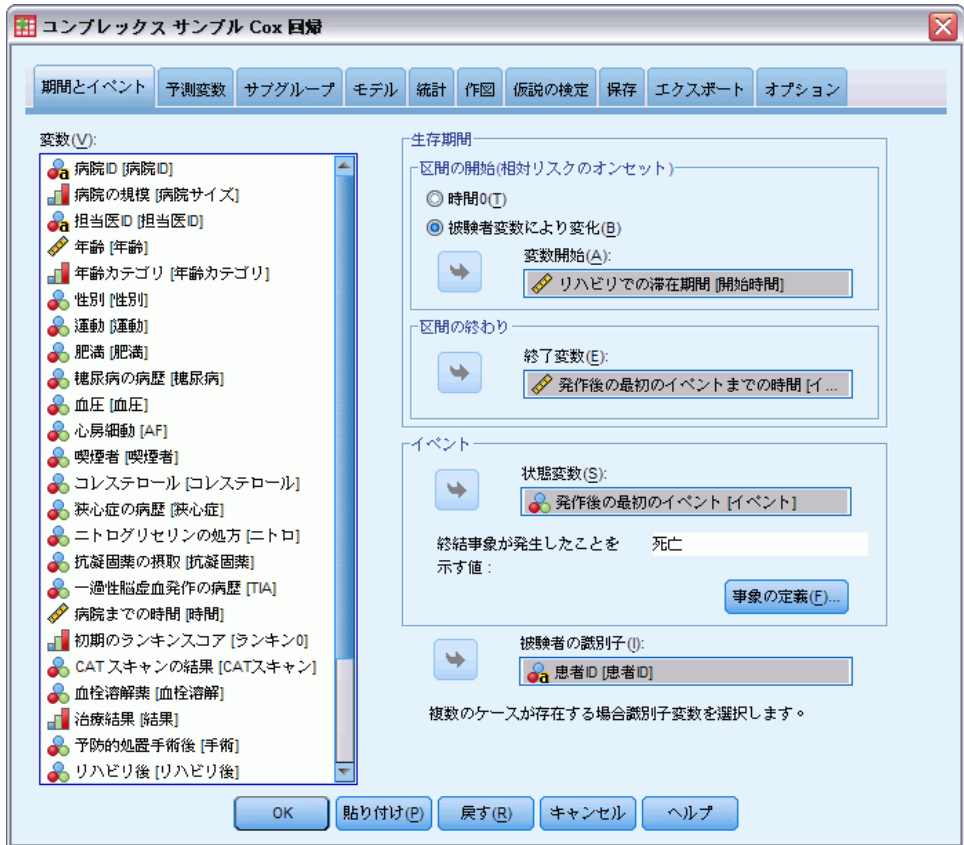 コンプレックス サンプル Cox 回帰
期間とイベント 予測変数 サブグループ モデル 統計 作図 仮説の検定 保存 エクスポート オプション
変数(V):
病院ID [病院ID]
病院の規模 [病院サイズ]
担当医ID [担当医ID]
年齢 [年齢]
年齢カテゴリ [年齢カテゴリ]
性別 [性別]
運動 [運動]
肥満 [肥満]
糖尿病の病歴 [糖尿病]
血圧 [血圧]
心房細動 [AF]
喫煙者 [喫煙者]
コレステロール [コレステロール]
狭心症の病歴 [狭心症]
ニトログリセリンの処方 [ニトロ]
抗凝固薬の摂取 [抗凝固薬]
一過性脳虚血発作の病歴 [TIA]
病院までの時間 [時間]
初期のランキンスコア [ランキン0]
CAT スキャンの結果 [CATスキャン]
血栓溶解薬 [血栓溶解]
治療結果 [結果]
予防的処置手術後 [手術]
リハビリ後 [リハビリ後]
生存期間
区間の開始(相対リスクのオンセット)
時間0(T)
被験者変数により変化(B)
変数開始(A):
リハビリでの滞在期間 [開始時間]
区間の終わり
終了変数(E):
発作後の最初のイベントまでの時間 [イ...
イベント
状態変数(S):
発作後の最初のイベント [イベント]
終結事象が発生したことを 死亡
示す値 :
事象の定義(F)...
被験者の識別子(I):
患者ID [患者ID]
複数のケースが存在する場合識別子変数を選択します。
OK 貼り付け(P) 戻す(R) キャンセル ヘルプ